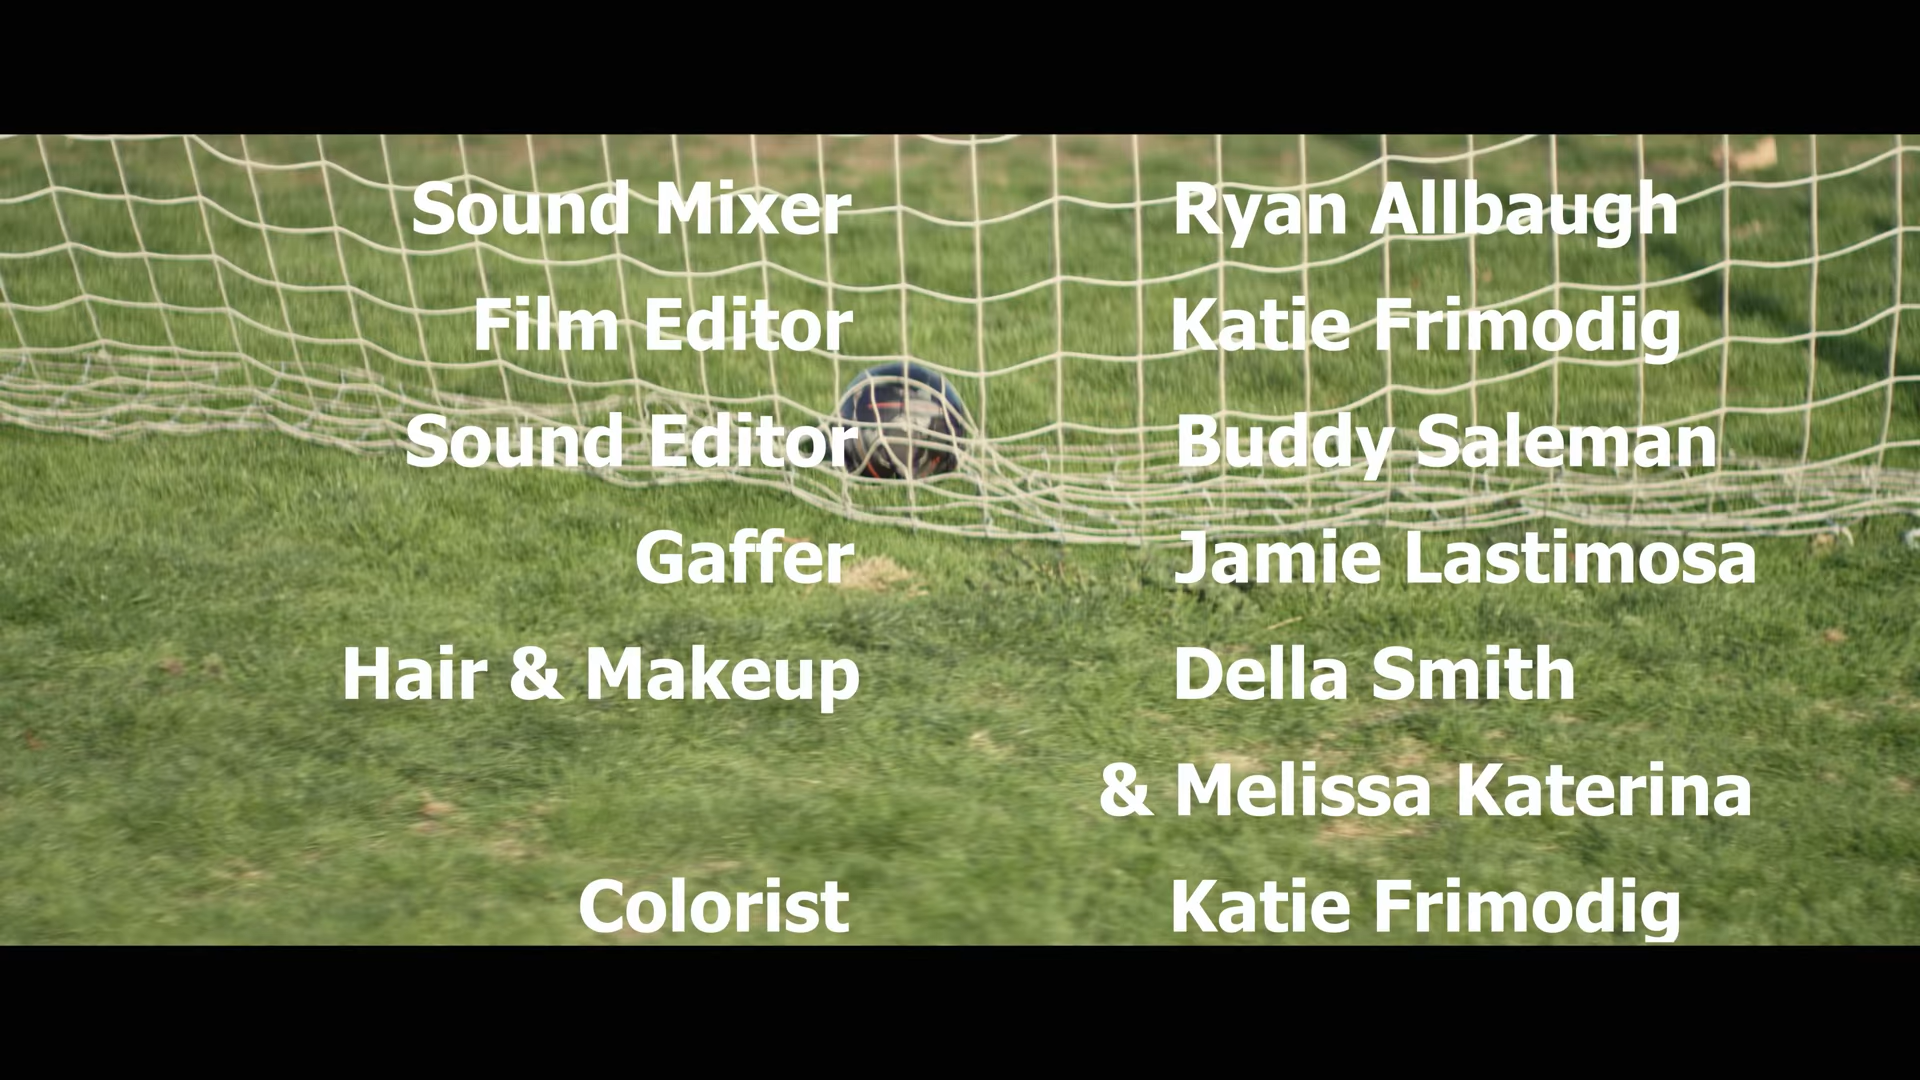 Sound Mixer Ryan Allbaugh
Film Editor Katie Frimodig
Sound Editor Buddy Saleman
Gaffer Jamie Lastimosa
Hair & Makeup Della Smith
& Melissa Katerina
Colorist Katie Frimodig